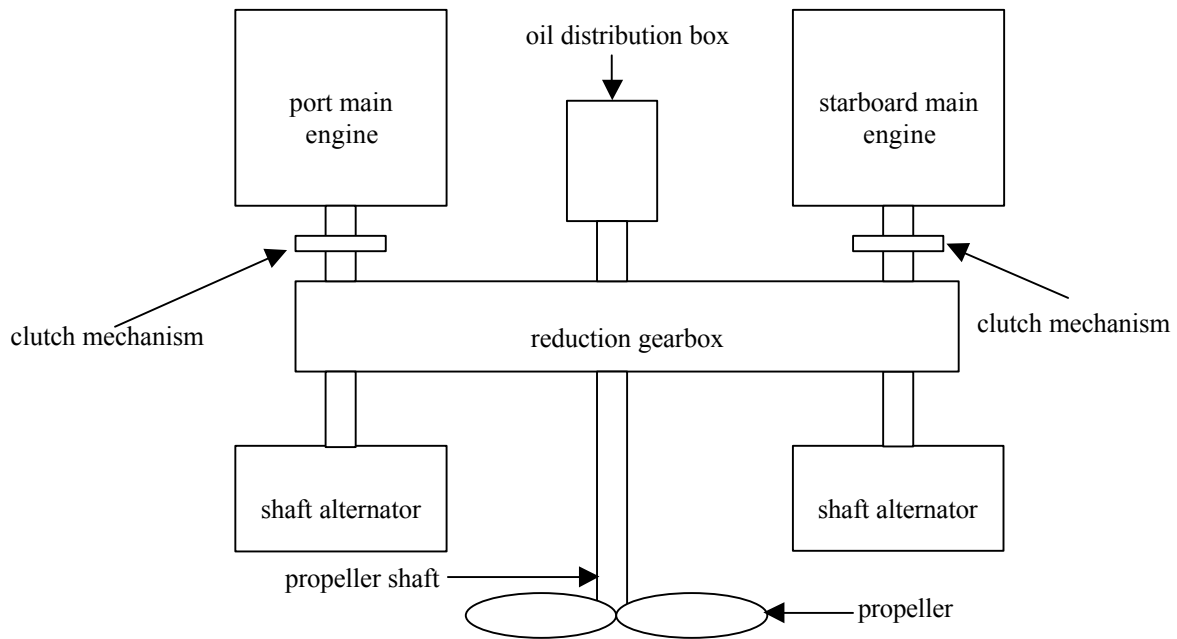 oil distribution box
port main
engine
starboard main
engine
clutch mechanism
clutch mechanism
reduction gearbox
shaft alternator
shaft alternator
propeller shaft
propeller